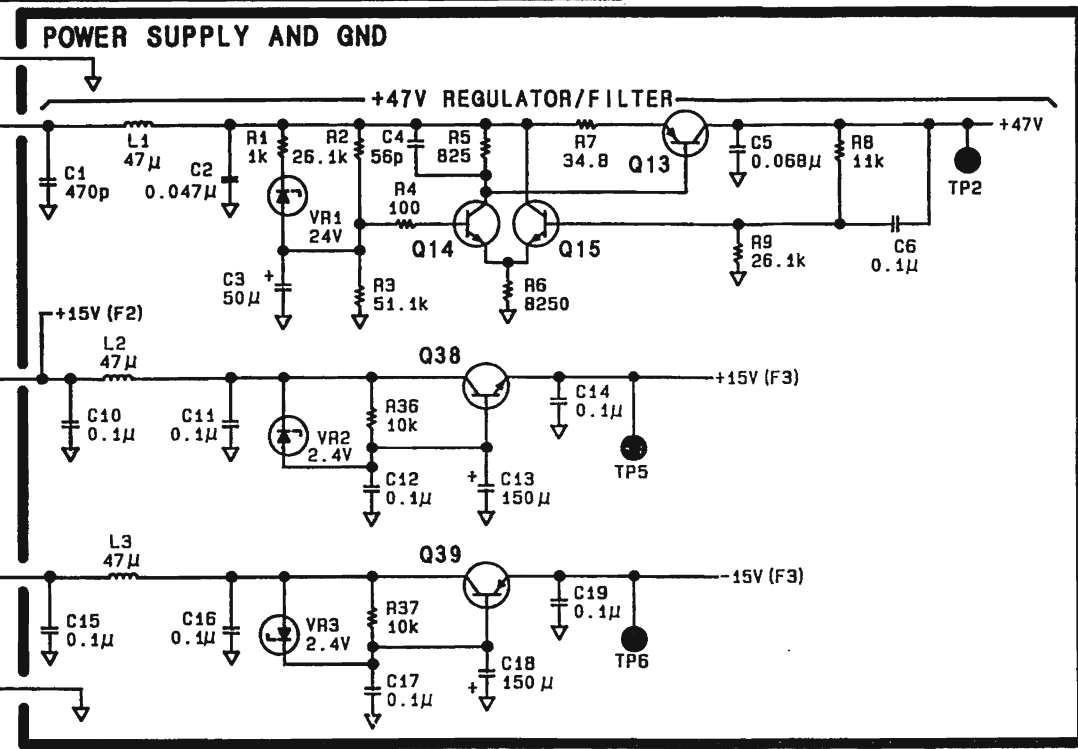 POWER SUPPLY AND GND
+47V REGULATOR/FILTER
L1
47µ
C1
470p
C2
0.047µ
R1
1k
R2
26.1k
C4
56p
R5
825
R7
34.8
Q13
C5
0.068µ
R8
11k
+47V
TP2
VR1
24V
R4
100
Q14
Q15
R9
26.1k
C6
0.1µ
C3
+
50µ
R3
51.1k
R6
8250
+15V(F2)
L2
47µ
C10
0.1µ
C11
0.1µ
VR2
2.4V
R36
10k
Q38
C12
0.1µ
+
C13
150µ
C14
0.1µ
+15V(F3)
TP5
L3
47µ
C15
0.1µ
C16
0.1µ
VR3
2.4V
R37
10k
Q39
C17
0.1µ
+
C18
150µ
C19
0.1µ
-15V(F3)
TP6